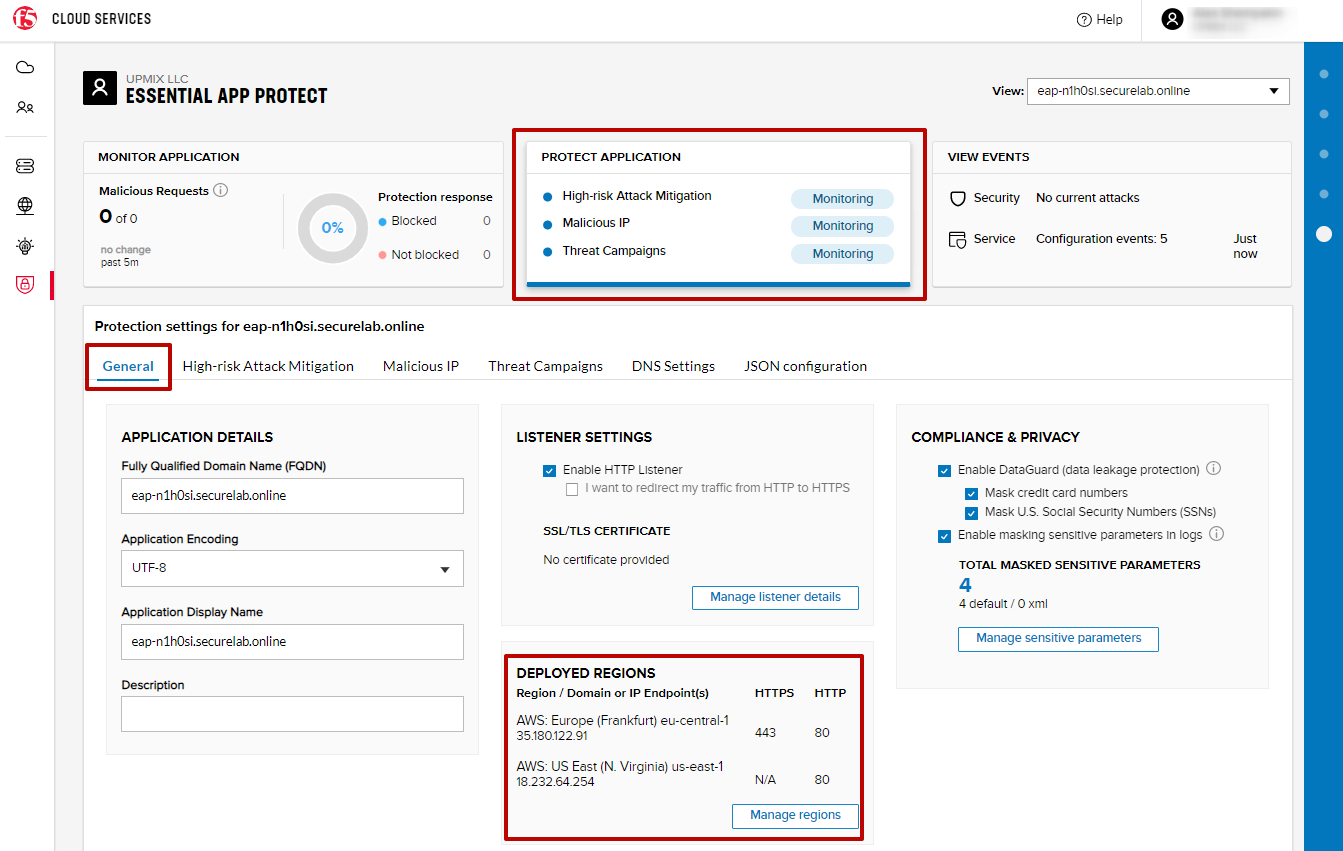 f5
CLOUD SERVICES
Help
UPMIX LLC
ESSENTIAL APP PROTECT
View:
eap-n1h0si.securelab.online
MONITOR APPLICATION
Malicious Requests
0 of 0
no change
past 5m
0%
Protection response
Blocked 0
Not blocked 0
PROTECT APPLICATION
High-risk Attack Mitigation Monitoring
Malicious IP Monitoring
Threat Campaigns Monitoring
VIEW EVENTS
Security No current attacks
Service Configuration events: 5 Just
now
Protection settings for eap-n1h0si.securelab.online
General High-risk Attack Mitigation Malicious IP Threat Campaigns DNS Settings JSON configuration
APPLICATION DETAILS
Fully Qualified Domain Name (FQDN)
eap-n1h0si.securelab.online
Application Encoding
UTF-8
Application Display Name
eap-n1h0si.securelab.online
Description
LISTENER SETTINGS
Enable HTTP Listener
I want to redirect my traffic from HTTP to HTTPS
SSL/TLS CERTIFICATE
No certificate provided
Manage listener details
DEPLOYED REGIONS
Region / Domain or IP Endpoint(s) HTTPS HTTP
AWS: Europe (Frankfurt) eu-central-1
35.180.122.91 443 80
AWS: US East (N. Virginia) us-east-1
18.232.64.254 N/A 80
Manage regions
COMPLIANCE & PRIVACY
Enable DataGuard (data leakage protection)
Mask credit card numbers
Mask U.S. Social Security Numbers (SSNs)
Enable masking sensitive parameters in logs
TOTAL MASKED SENSITIVE PARAMETERS
4
4 default / 0 xml
Manage sensitive parameters